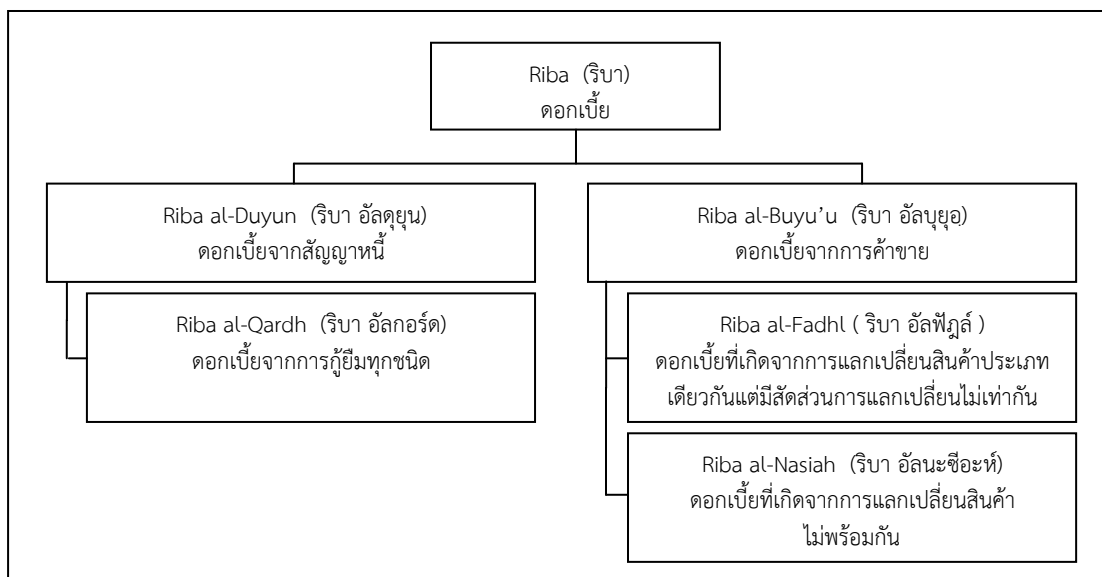 Riba (ริบา)
ดอกเบี้ย
Riba al-Duyun (ริบา อัลดุยุน)
ดอกเบี้ยจากสัญญาหนี้
Riba al-Qardh (ริบา อัลกอร์ด)
ดอกเบี้ยจากการกู้ยืมทุกชนิด
Riba al-Buyu’u (ริบา อัลบุยุอฺ)
ดอกเบี้ยจากการค้าขาย
Riba al-Fadhl ( ริบา อัลฟัฎล์ )
ดอกเบี้ยที่เกิดจากการแลกเปลี่ยนสินค้าประเภท
เดียวกันแต่มีสัดส่วนการแลกเปลี่ยนไม่เท่ากัน
Riba al-Nasiah (ริบา อัลนะซีอะห์)
ดอกเบี้ยที่เกิดจากการแลกเปลี่ยนสินค้า
ไม่พร้อมกัน